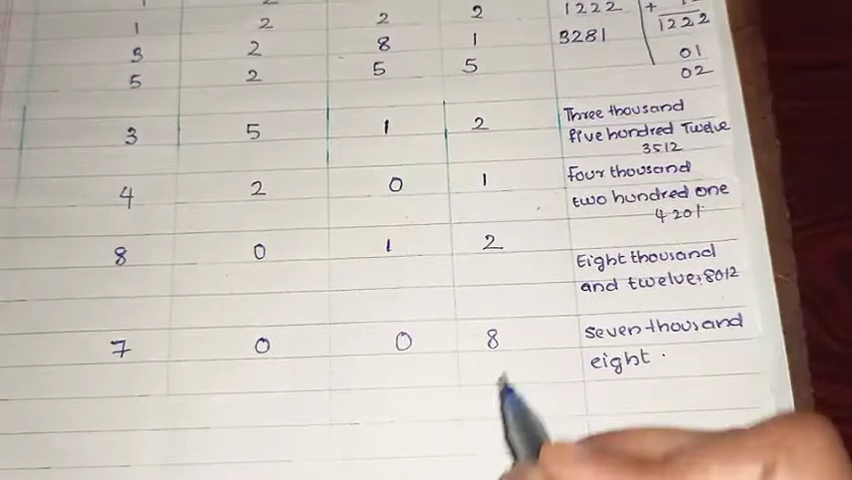 1 2 2 2 1222 +
1222
3 2 8 1 3281
01
5 2 5 5
02
3 5 1 2 Three thousand
five hundred Twelve
3512
4 2 0 1 four thousand
two hundred one
4201
8 0 1 2 Eight thousand
and twelve, 8012
7 0 0 8 seven thousand
eight .